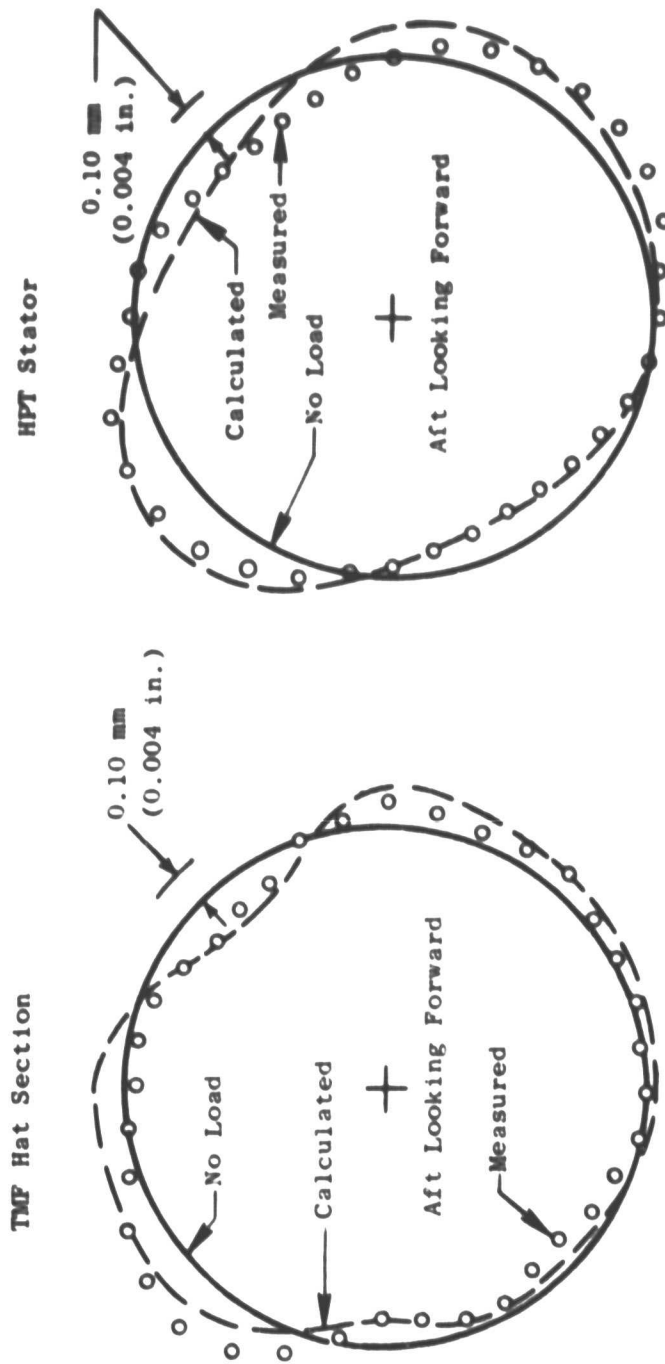 TMF Hat Section
0.10 mm
(0.004 in.)
No Load
Calculated
Aft Looking Forward
Measured
HPT Stator
0.10 mm
(0.004 in.)
Calculated
Measured
No Load
Aft Looking Forward